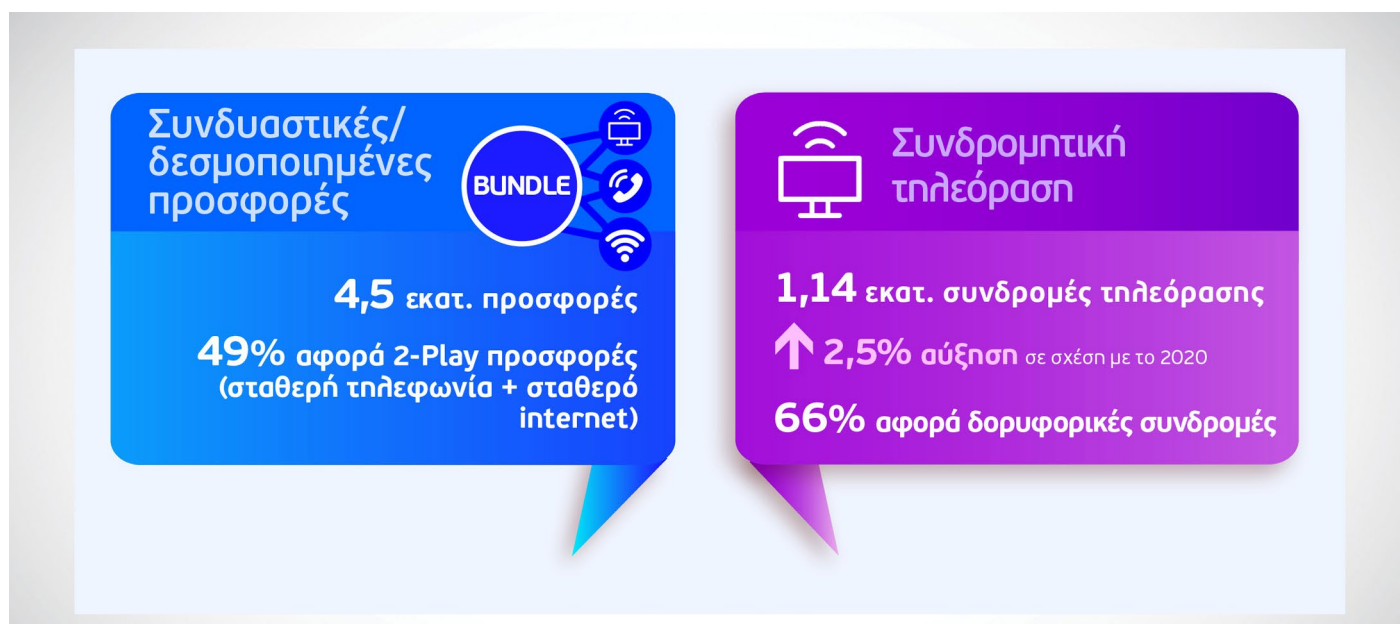 Συνδυαστικές/
δεσμοποιημένες
προσφορές
BUNDLE
4,5 εκατ. προσφορές
49% αφορά 2-Play προσφορές
(σταθερή τηλεφωνία + σταθερό
internet)
Συνδρομητική
τηλεόραση
1,14 εκατ. συνδρομές τηλεόρασης
2,5% αύξηση σε σχέση με το 2020
66% αφορά δορυφορικές συνδρομές